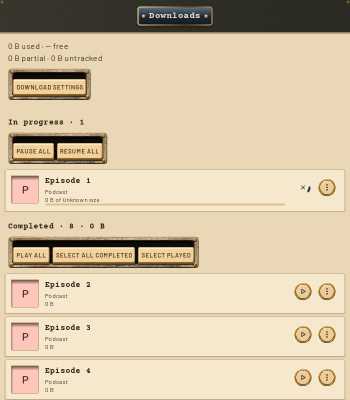 Downloads
0 B used · — free
0 B partial · 0 B untracked
DOWNLOAD SETTINGS
In progress · 1
PAUSE ALL RESUME ALL
P
Episode 1
Podcast
0 B of Unknown size
Completed · 8 · 0 B
PLAY ALL SELECT ALL COMPLETED SELECT PLAYED
P
Episode 2
Podcast
0 B
P
Episode 3
Podcast
0 B
P
Episode 4
Podcast
0 B